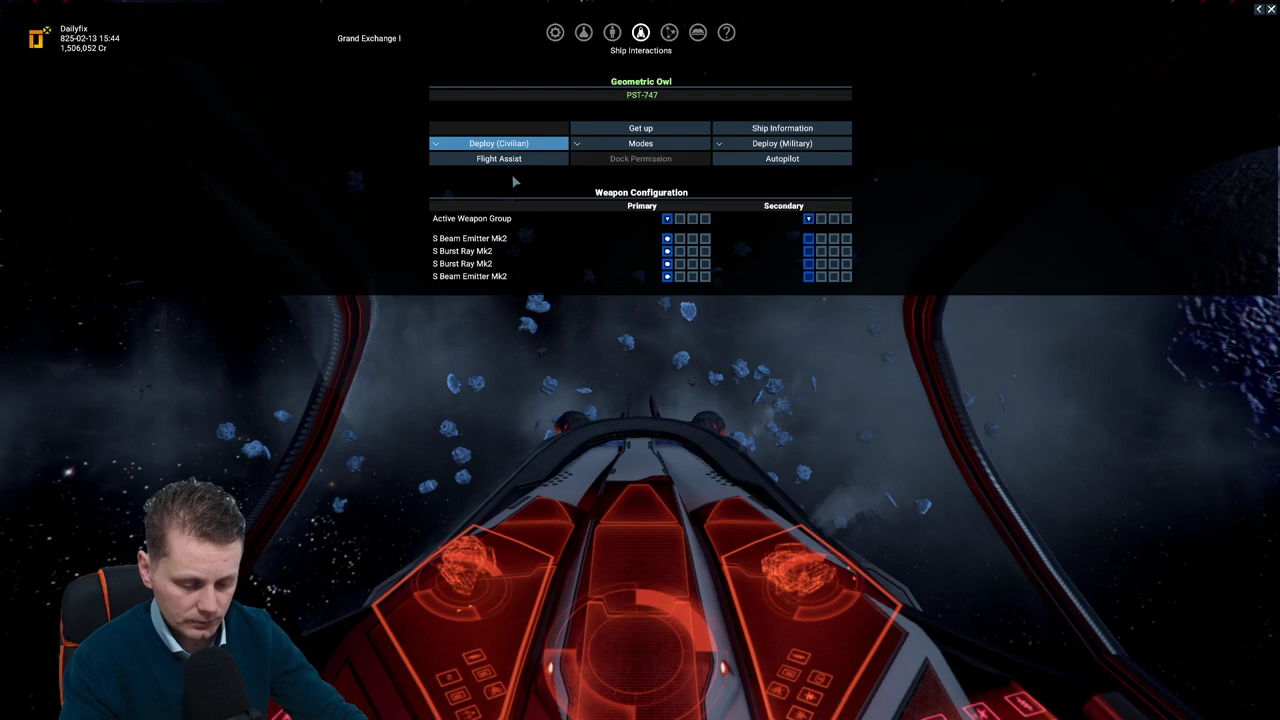 Dailyfix
825-02-13 15:44
1,506,052 Cr
Grand Exchange I
Ship Interactions
Geometric Owl
PST-747
Get up
Ship Information
Deploy (Civilian)
Modes
Deploy (Military)
Flight Assist
Dock Permission
Autopilot
Weapon Configuration
Primary
Secondary
Active Weapon Group
S Beam Emitter Mk2
S Burst Ray Mk2
S Burst Ray Mk2
S Beam Emitter Mk2